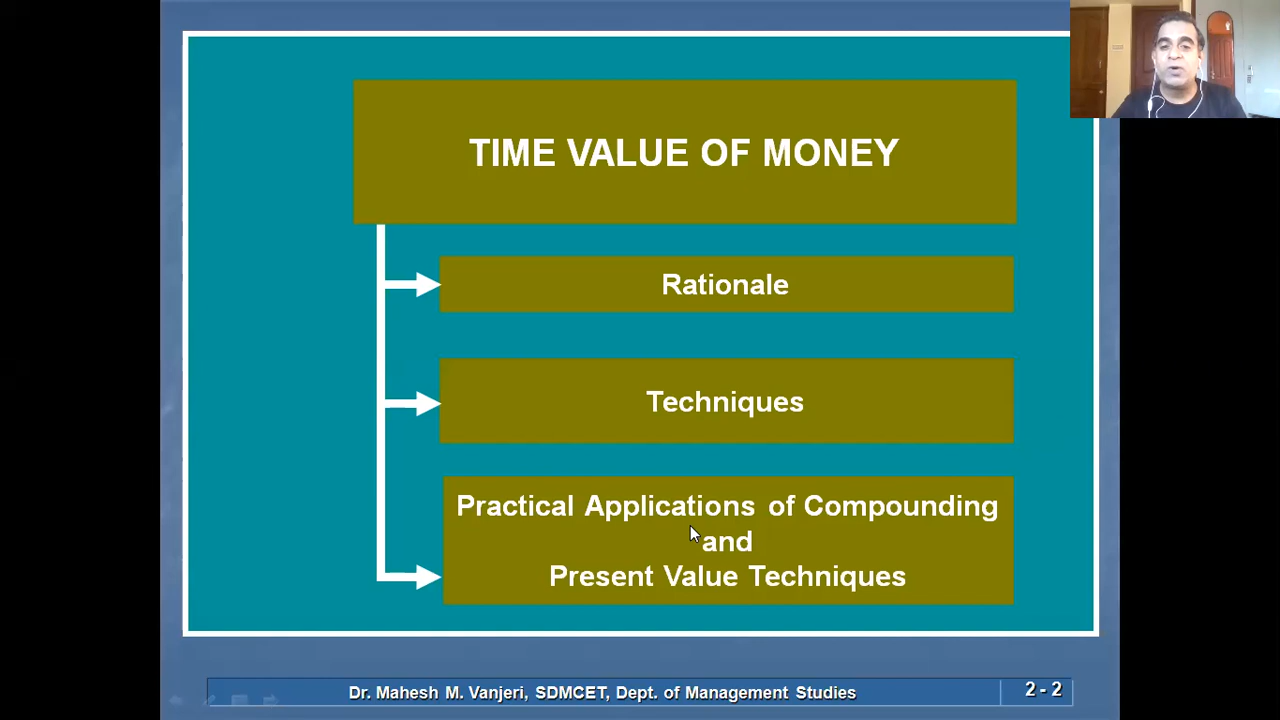 TIME VALUE OF MONEY
Rationale
Techniques
Practical Applications of Compounding
and
Present Value Techniques
Dr. Mahesh M. Vanjeri, SDMCET, Dept. of Management Studies
2 - 2